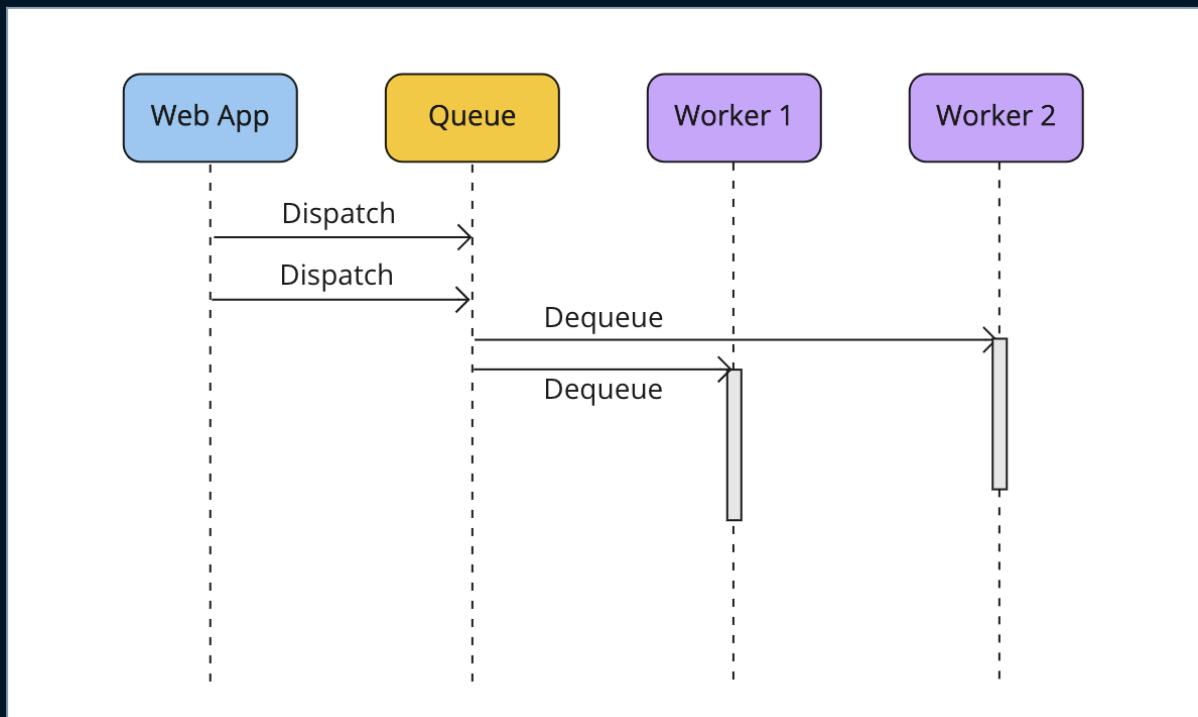 Web App
Queue
Worker 1
Worker 2
Dispatch
Dispatch
Dequeue
Dequeue